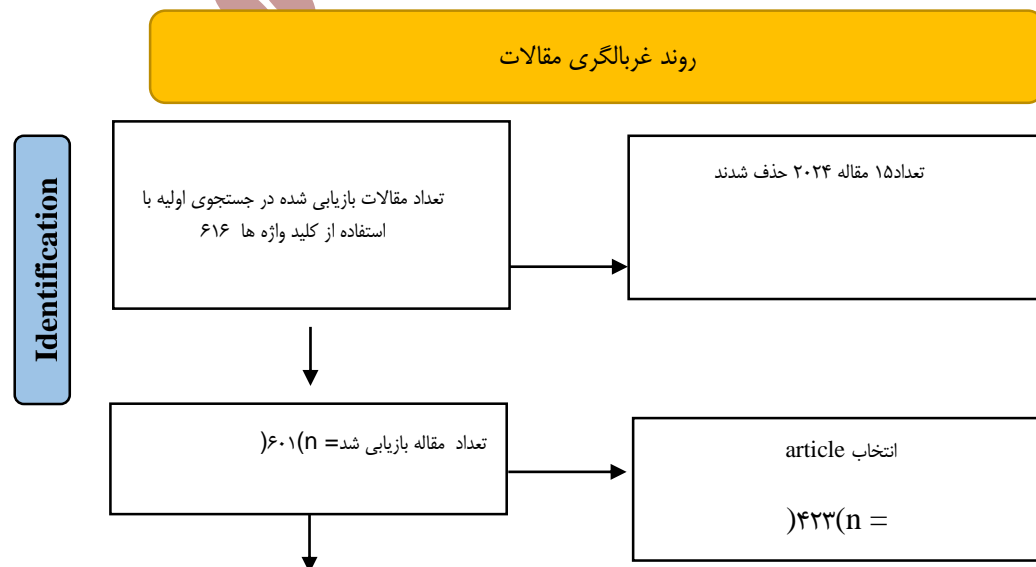 روند غربالگری مقالات
Identification
تعداد مقالات بازیابی شده در جستجوی اولیه با
استفاده از کلید واژه ها ۶۱۶
تعداد۱۵ مقاله ۲۰۲۴ حذف شدند
تعداد مقاله بازیابی شد= n)۶۰۱(
انتخاب article
)۴۲۳(n =